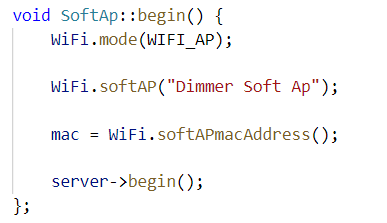 void SoftAp::begin() {
WiFi.mode(WIFI_AP);
WiFi.softAP("Dimmer Soft Ap");
mac = WiFi.softAPmacAddress();
server->begin();
};